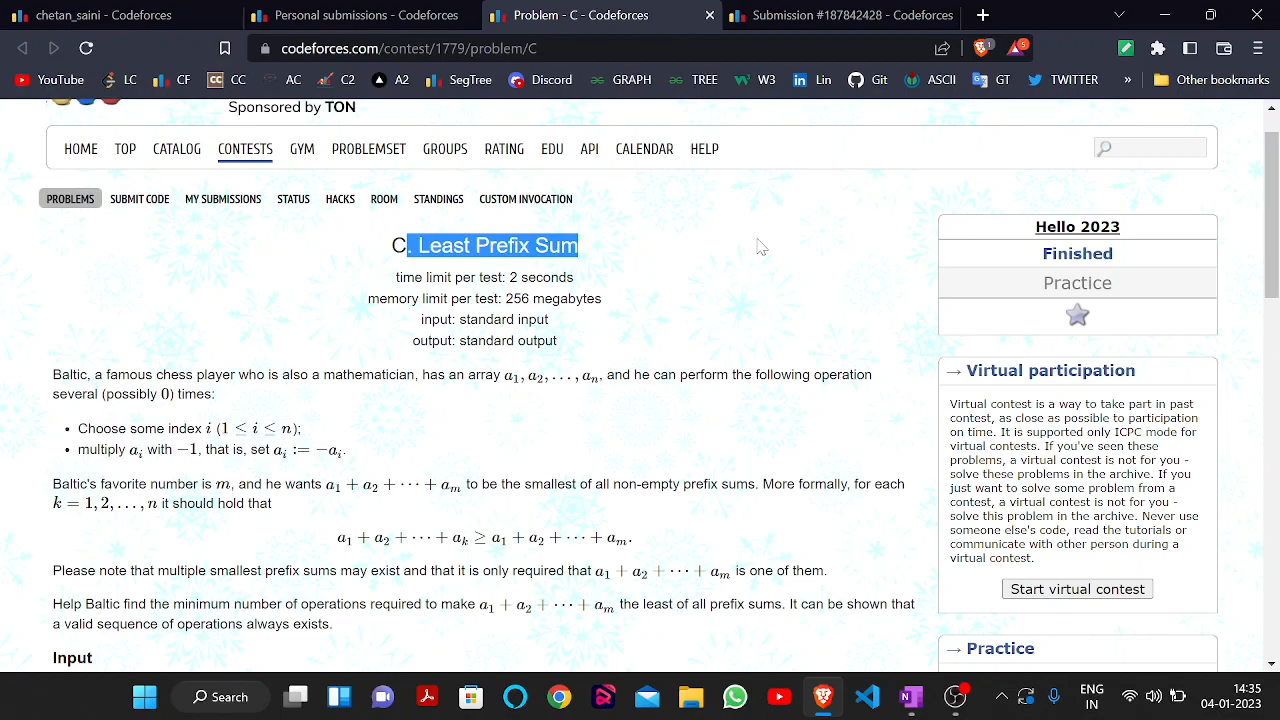 chetan_saini - Codeforces
Personal submissions - Codeforces
Problem - C - Codeforces
Submission #187842428 - Codeforces
codeforces.com/contest/1779/problem/C
YouTube LC CF CC AC C2 A2 SegTree Discord GRAPH TREE W3 Lin Git ASCII GT TWITTER » Other bookmarks
Sponsored by TON
HOME TOP CATALOG CONTESTS GYM PROBLEMSET GROUPS RATING EDU API CALENDAR HELP
PROBLEMS SUBMIT CODE MY SUBMISSIONS STATUS HACKS ROOM STANDINGS CUSTOM INVOCATION
C. Least Prefix Sum
time limit per test: 2 seconds
memory limit per test: 256 megabytes
input: standard input
output: standard output
Baltic, a famous chess player who is also a mathematician, has an array a₁, a₂, …, aₙ, and he can perform the following operation
several (possibly 0) times:
• Choose some index i (1 ≤ i ≤ n);
• multiply aᵢ with −1, that is, set aᵢ := −aᵢ.
Baltic's favorite number is m, and he wants a₁ + a₂ + ⋯ + aₘ to be the smallest of all non-empty prefix sums. More formally, for each
k = 1, 2, …, n it should hold that
a₁ + a₂ + ⋯ + aₖ ≥ a₁ + a₂ + ⋯ + aₘ.
Please note that multiple smallest prefix sums may exist and that it is only required that a₁ + a₂ + ⋯ + aₘ is one of them.
Help Baltic find the minimum number of operations required to make a₁ + a₂ + ⋯ + aₘ the least of all prefix sums. It can be shown that
a valid sequence of operations always exists.
Input
Hello 2023
Finished
Practice
→ Virtual participation
Virtual contest is a way to take part in past
contest, as close as possible to participation
on time. It is supported only ICPC mode for
virtual contests. If you've seen these
problems, a virtual contest is not for you -
solve these problems in the archive. If you
just want to solve some problem from a
contest, a virtual contest is not for you -
solve this problem in the archive. Never use
someone else's code, read the tutorials or
communicate with other person during a
virtual contest.
Start virtual contest
→ Practice
Search
ENG
IN
14:35
04-01-2023